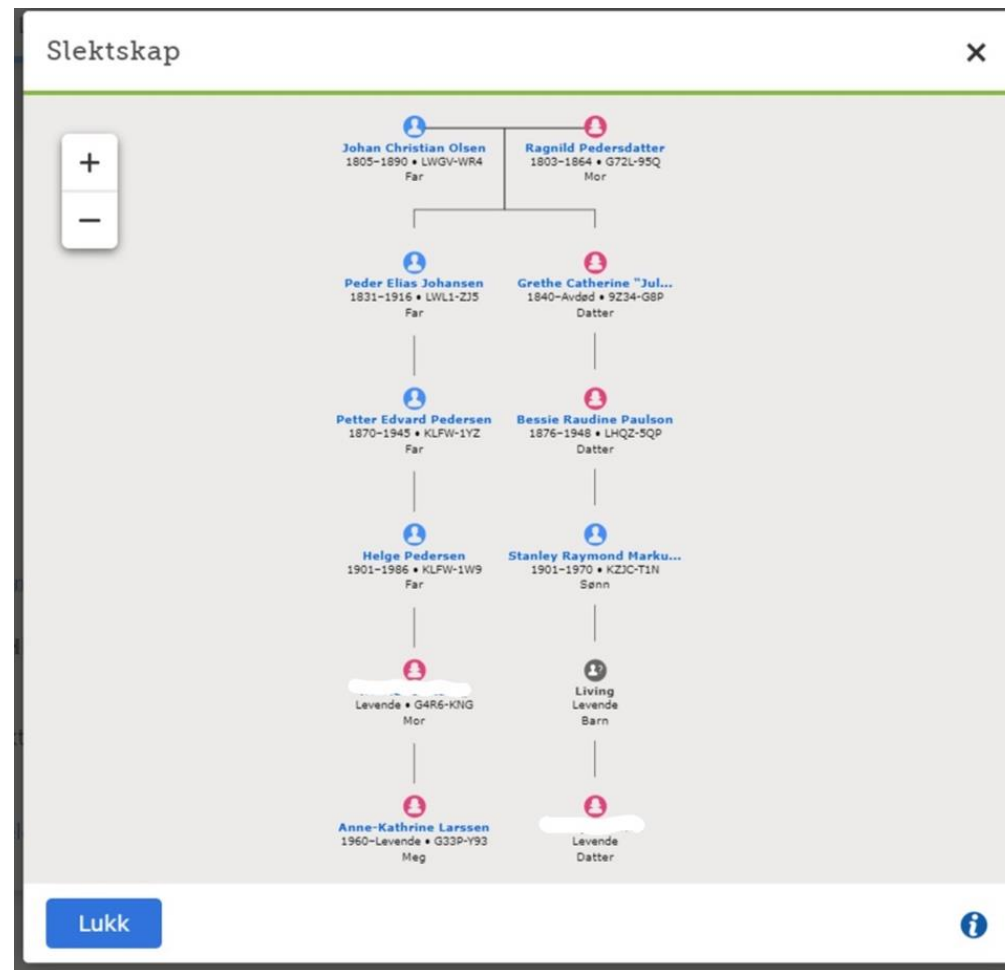 Slektskap
Johan Christian Olsen
1805–1890 • LWGV-WR4
Far
Ragnild Pedersdatter
1803–1864 • G72L-95Q
Mor
Peder Elias Johansen
1831–1916 • LWL1-ZJ5
Far
Grethe Catherine "Jul...
1840–Avdød • 9Z34-G8P
Datter
Petter Edvard Pedersen
1870–1945 • KLFW-1YZ
Far
Bessie Raudine Paulson
1876–1948 • LHQZ-5QP
Datter
Helge Pedersen
1901–1986 • KLFW-1W9
Far
Stanley Raymond Marku...
1901–1970 • KZJC-T1N
Sønn
Levende • G4R6-KNG
Mor
Living
Levende
Barn
Anne-Kathrine Larssen
1960–Levende • G33P-Y93
Meg
Levende
Datter
Lukk